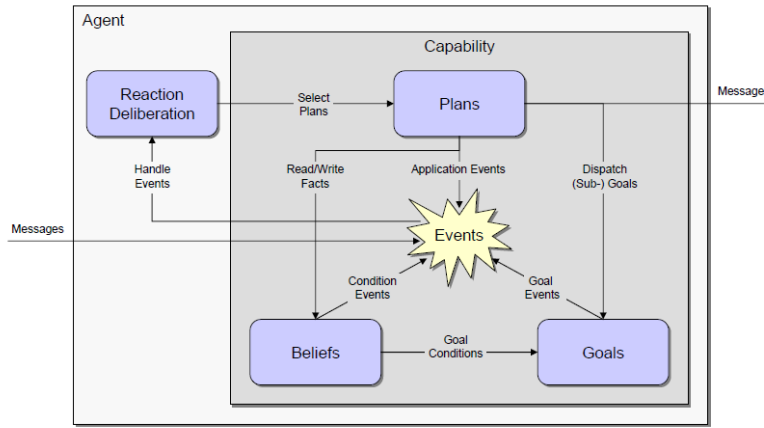 Agent
Capability
Reaction
Deliberation
Select
Plans
Plans
Message
Handle
Events
Read/Write
Facts
Application Events
Dispatch
(Sub-) Goals
Messages
Events
Condition
Events
Goal
Events
Beliefs
Goal
Conditions
Goals